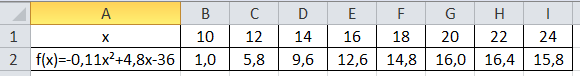 A B C D E F G H I
1 x 10 12 14 16 18 20 22 24
2 f(x)=-0,11x²+4,8x-36 1,0 5,8 9,6 12,6 14,8 16,0 16,4 15,8